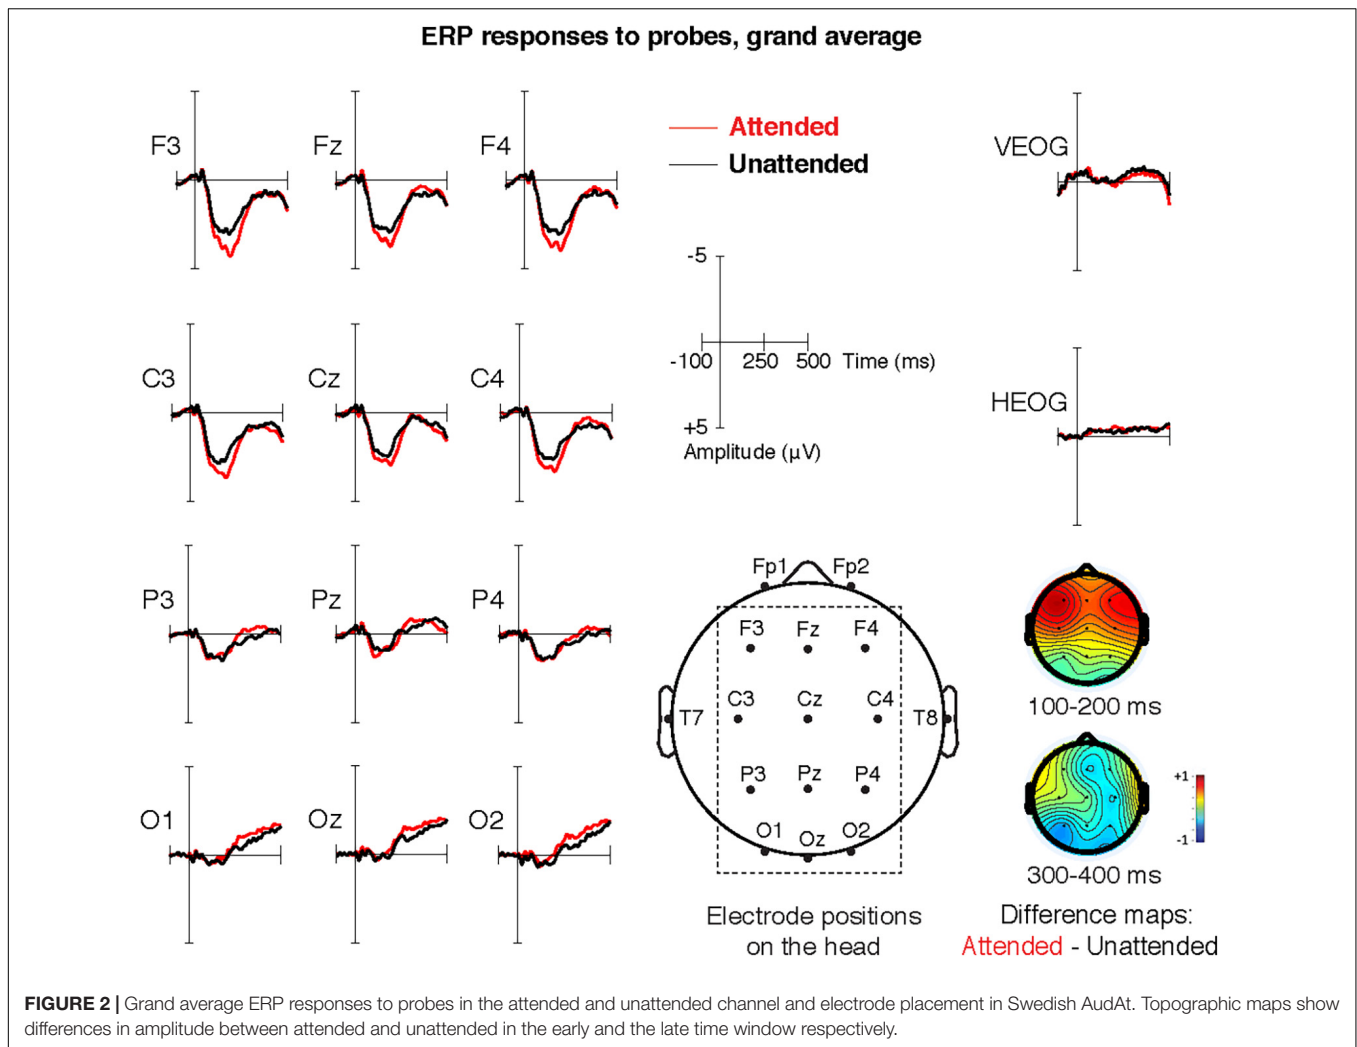 ERP responses to probes, grand average
F3
Fz
F4
Attended
Unattended
VEOG
-5
-100
250
500
Time (ms)
+5
Amplitude (μV)
C3
Cz
C4
HEOG
P3
Pz
P4
Fp1
Fp2
F3
Fz
F4
C3
Cz
C4
T7
T8
P3
Pz
P4
O1
Oz
O2
100-200 ms
+1
-1
300-400 ms
O1
Oz
O2
Electrode positions
on the head
Difference maps:
Attended - Unattended
FIGURE 2 | Grand average ERP responses to probes in the attended and unattended channel and electrode placement in Swedish AudAt. Topographic maps show
differences in amplitude between attended and unattended in the early and the late time window respectively.